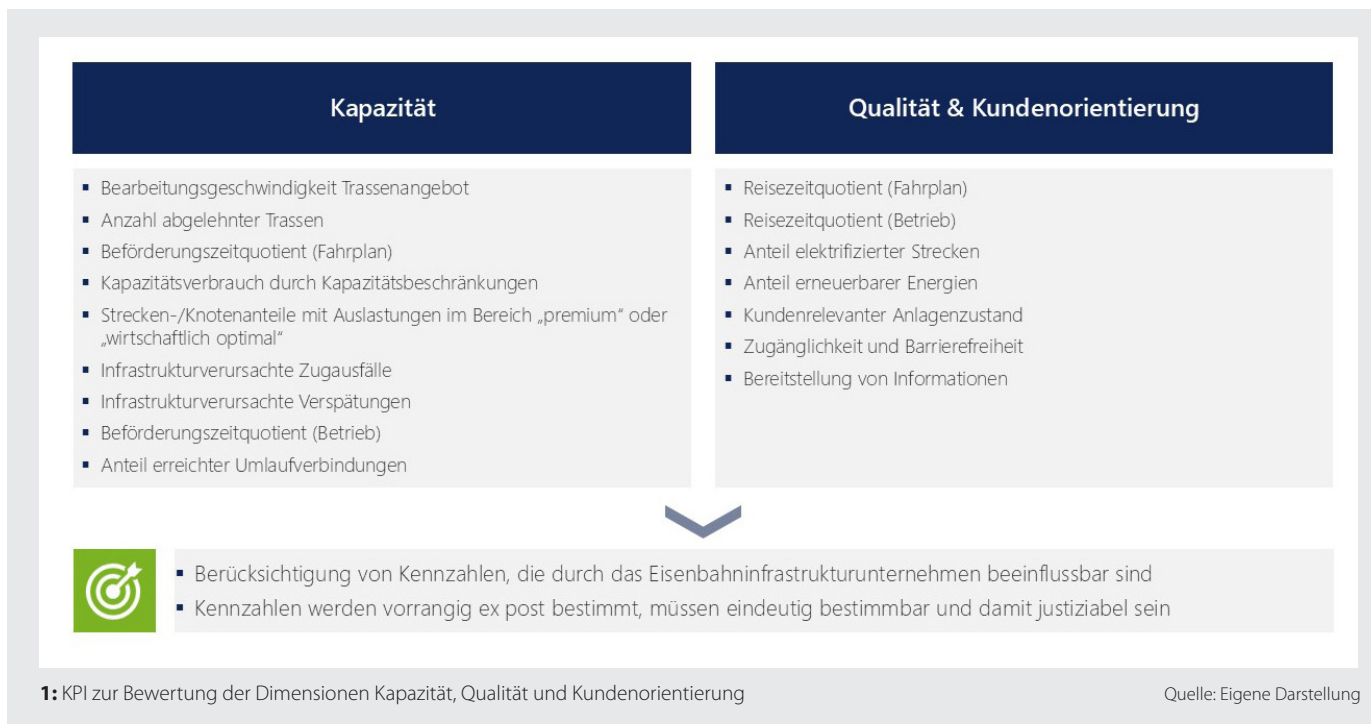 Kapazität
▪ Bearbeitungsgeschwindigkeit Trassenangebot
▪ Anzahl abgelehnter Trassen
▪ Beförderungszeitquotient (Fahrplan)
▪ Kapazitätsverbrauch durch Kapazitätsbeschränkungen
▪ Strecken-/Knotenanteile mit Auslastungen im Bereich „premium“ oder
„wirtschaftlich optimal“
▪ Infrastrukturverursachte Zugausfälle
▪ Infrastrukturverursachte Verspätungen
▪ Beförderungszeitquotient (Betrieb)
▪ Anteil erreichter Umlaufverbindungen
Qualität & Kundenorientierung
▪ Reisezeitquotient (Fahrplan)
▪ Reisezeitquotient (Betrieb)
▪ Anteil elektrifizierter Strecken
▪ Anteil erneuerbarer Energien
▪ Kundenrelevanter Anlagenzustand
▪ Zugänglichkeit und Barrierefreiheit
▪ Bereitstellung von Informationen
▪ Berücksichtigung von Kennzahlen, die durch das Eisenbahninfrastrukturunternehmen beeinflussbar sind
▪ Kennzahlen werden vorrangig ex post bestimmt, müssen eindeutig bestimmbar und damit justiziabel sein
1: KPI zur Bewertung der Dimensionen Kapazität, Qualität und Kundenorientierung
Quelle: Eigene Darstellung